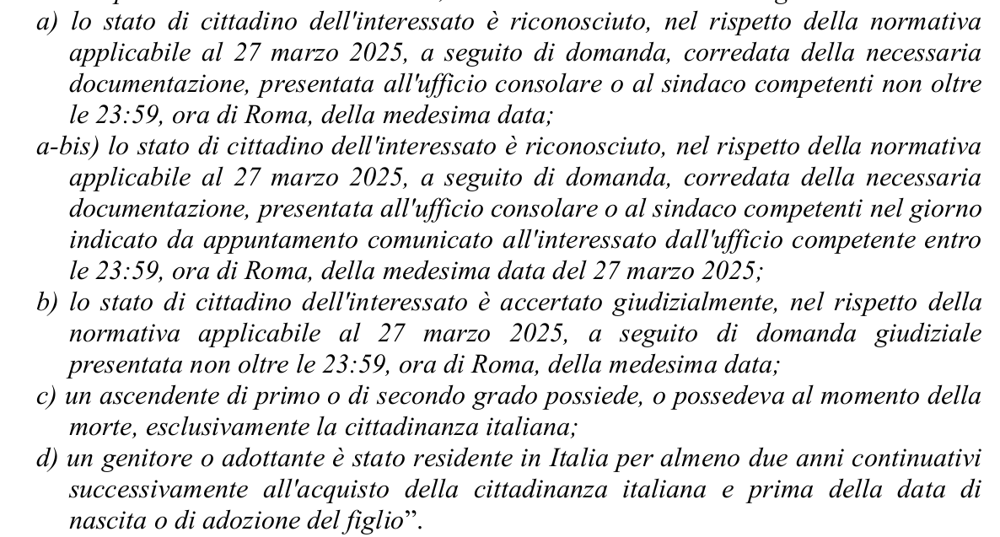 a) lo stato di cittadino dell'interessato è riconosciuto, nel rispetto della normativa
applicabile al 27 marzo 2025, a seguito di domanda, corredata della necessaria
documentazione, presentata all'ufficio consolare o al sindaco competenti non oltre
le 23:59, ora di Roma, della medesima data;
a-bis) lo stato di cittadino dell'interessato è riconosciuto, nel rispetto della normativa
applicabile al 27 marzo 2025, a seguito di domanda, corredata della necessaria
documentazione, presentata all'ufficio consolare o al sindaco competenti nel giorno
indicato da appuntamento comunicato all'interessato dall'ufficio competente entro
le 23:59, ora di Roma, della medesima data del 27 marzo 2025;
b) lo stato di cittadino dell'interessato è accertato giudizialmente, nel rispetto della
normativa applicabile al 27 marzo 2025, a seguito di domanda giudiziale
presentata non oltre le 23:59, ora di Roma, della medesima data;
c) un ascendente di primo o di secondo grado possiede, o possedeva al momento della
morte, esclusivamente la cittadinanza italiana;
d) un genitore o adottante è stato residente in Italia per almeno due anni continuativi
successivamente all'acquisto della cittadinanza italiana e prima della data di
nascita o di adozione del figlio”.